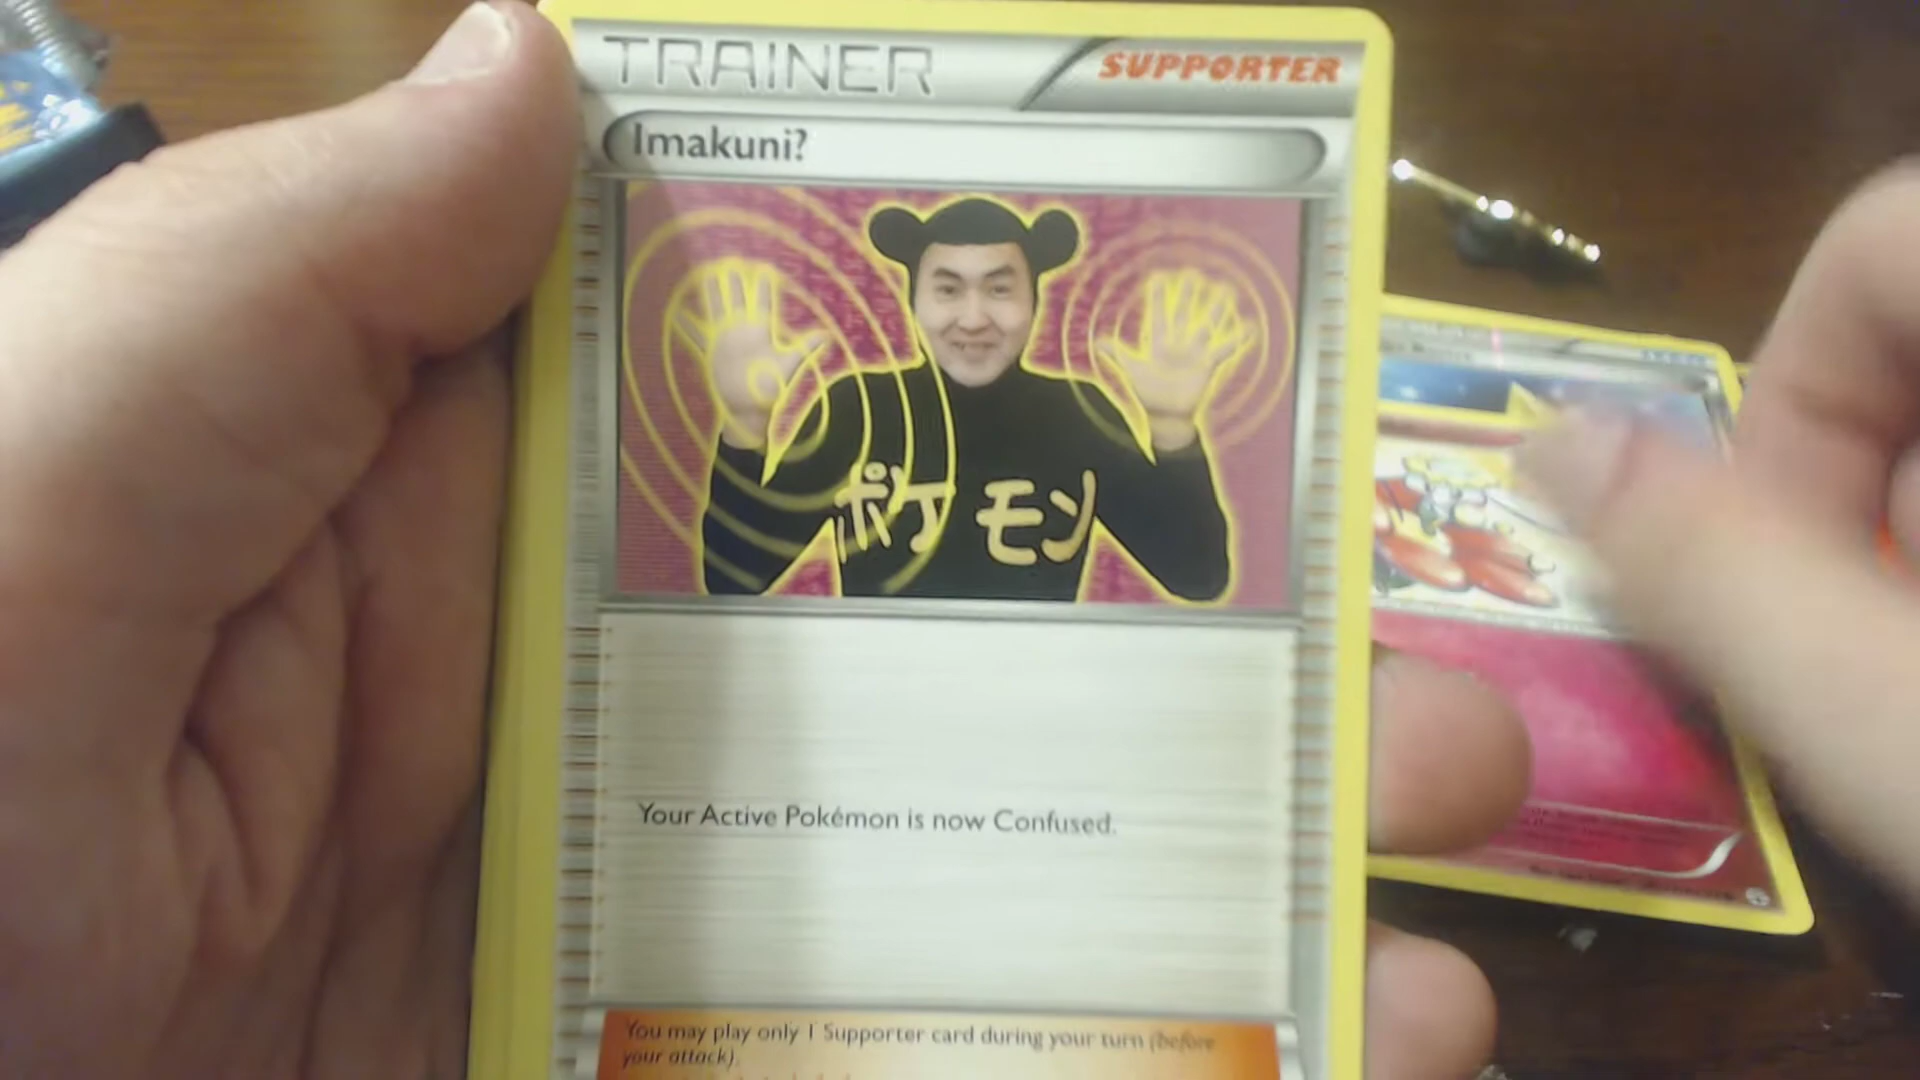 TRAINER SUPPORTER
Imakuni?
ポケモン
Your Active Pokémon is now Confused.
You may play only 1 Supporter card during your turn (before
your attack).